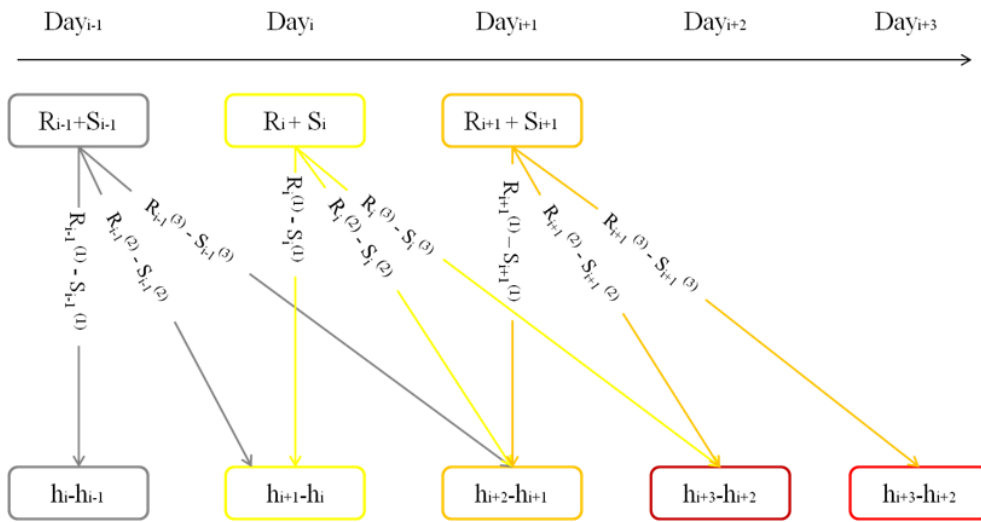 Dayi-1 Dayi Dayi+1 Dayi+2 Dayi+3
Ri-1+Si-1 Ri + Si Ri+1 + Si+1
Ri-1(1) - Si-1(1)
Ri-1(2) - Si-1(2)
Ri-1(3) - Si-1(3)
Ri(1) - Si(1)
Ri(2) - Si(2)
Ri(3) - Si(3)
Ri+1(1) – Si+1(1)
Ri+1(2) - Si+1(2)
Ri+1(3) - Si+1(3)
hi-hi-1 hi+1-hi hi+2-hi+1 hi+3-hi+2 hi+3-hi+2